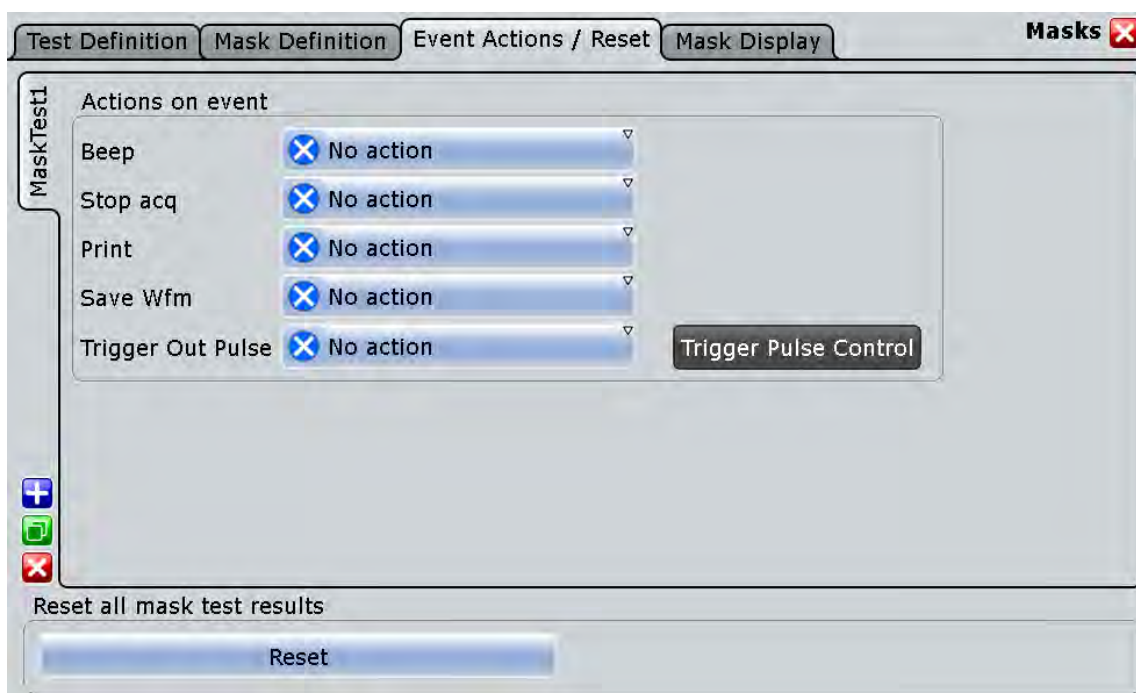 Test Definition Mask Definition Event Actions / Reset Mask Display Masks
MaskTest1
Actions on event
Beep No action
Stop acq No action
Print No action
Save Wfm No action
Trigger Out Pulse No action Trigger Pulse Control
Reset all mask test results
Reset